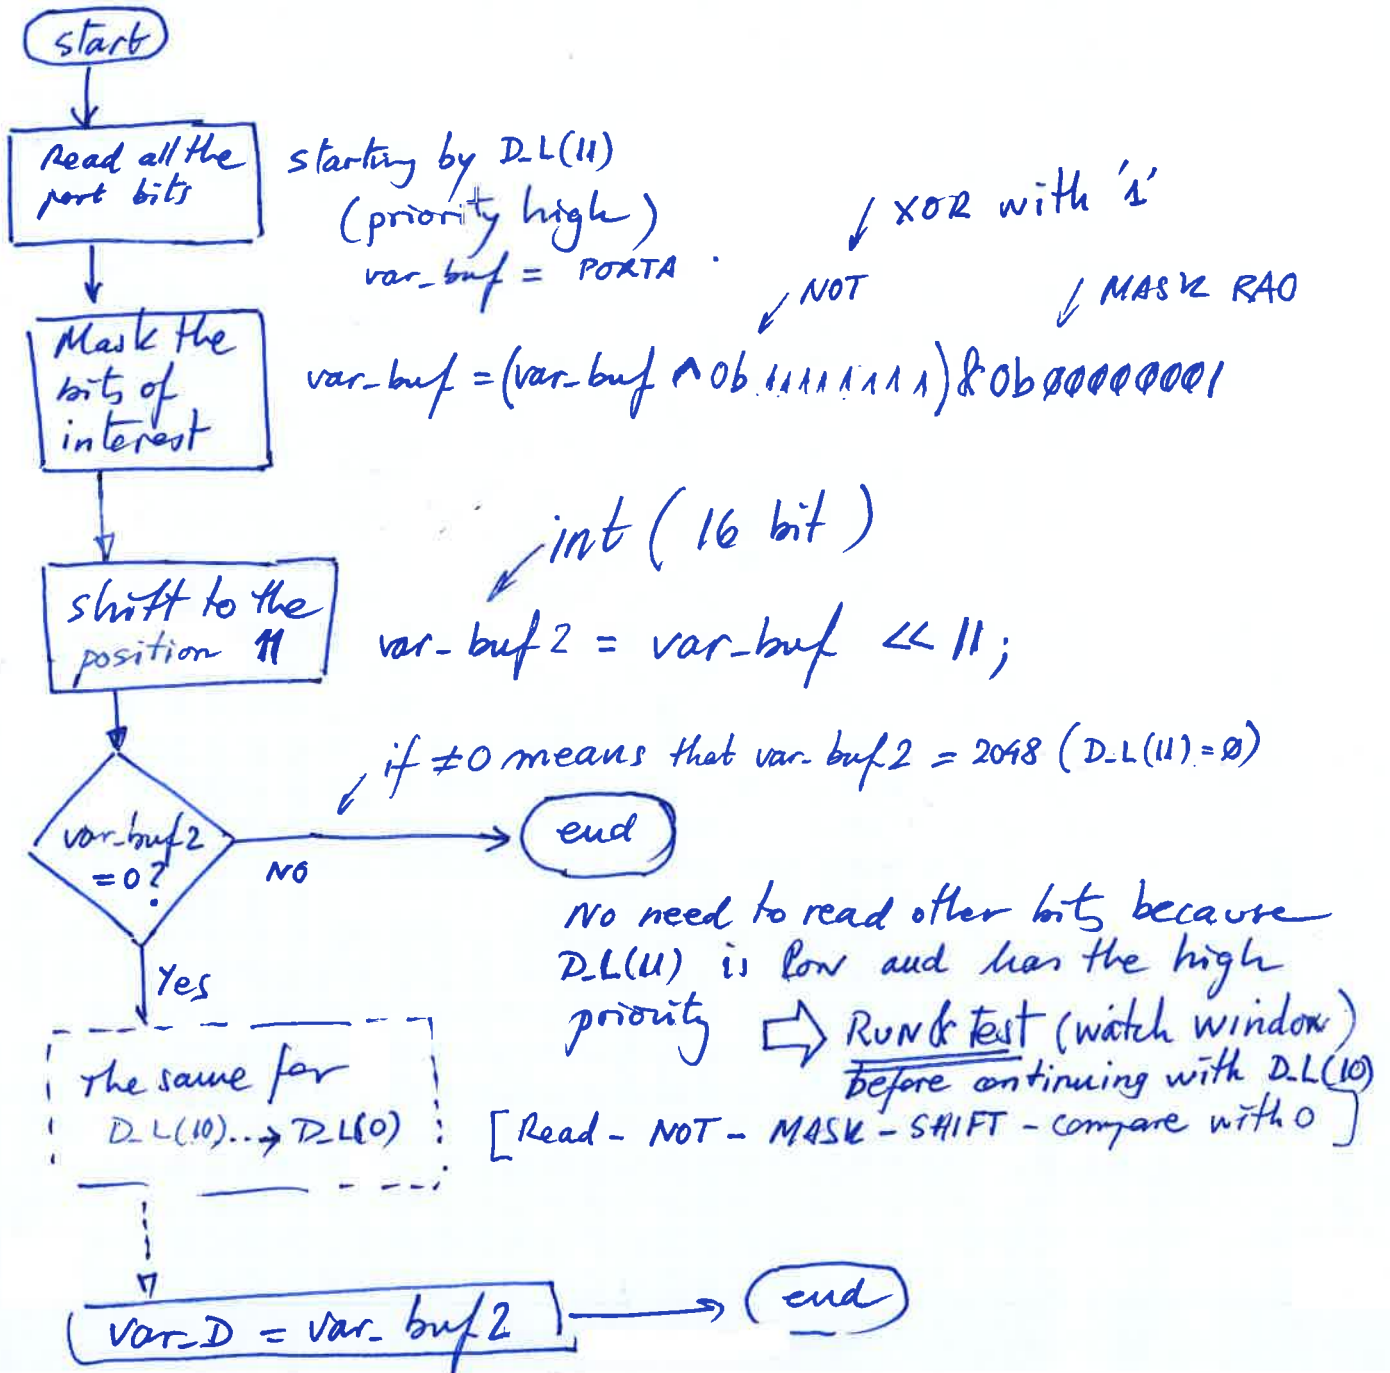 start
Read all the
port bits
starting by D_L(11)
(priority high)
var_buf = PORTA
XOR with '1'
NOT
MASK RA0
Mask the
bits of
interest
var_buf = (var_buf ^ 0b11111111) & 0b00000001
int (16 bit)
shift to the
position 11
var_buf2 = var_buf << 11;
if ≠0 means that var_buf2 = 2048 (D_L(11)=0)
var_buf2
=0?
NO
end
No need to read other bits because
D_L(11) is low and has the high
priority ⇒ RUN & Test (watch window)
before continuing with D_L(10)
Yes
The same for
D_L(10)..→ D_L(0)
[Read - NOT - MASK - SHIFT - compare with 0]
var_D = var_buf2
end